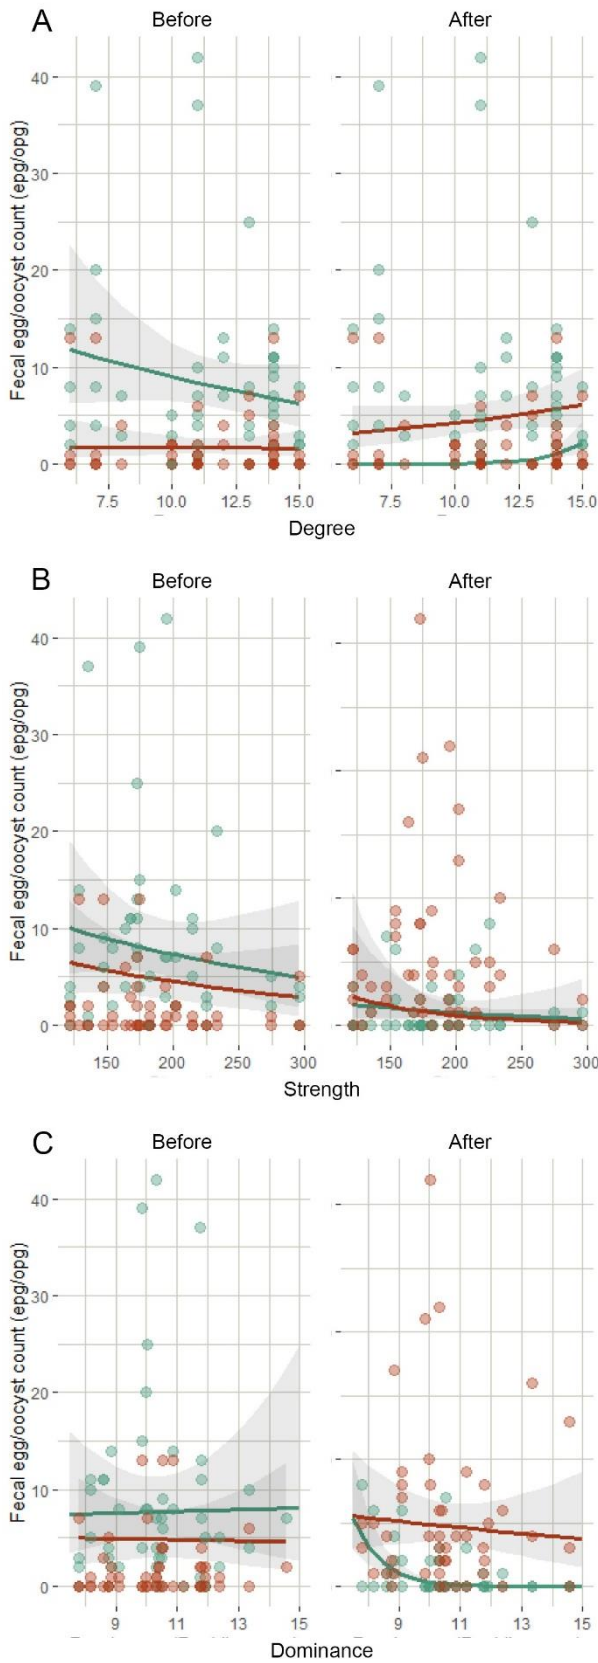 A
Before
After
Fecal egg/oocyst count (epg/opg)
40
30
20
10
0
7.5 10.0 12.5 15.0
7.5 10.0 12.5 15.0
Degree
B
Before
After
Fecal egg/oocyst count (epg/opg)
40
30
20
10
0
150 200 250 300
150 200 250 300
Strength
C
Before
After
Fecal egg/oocyst count (epg/opg)
40
30
20
10
0
9 11 13 15
9 11 13 15
Dominance